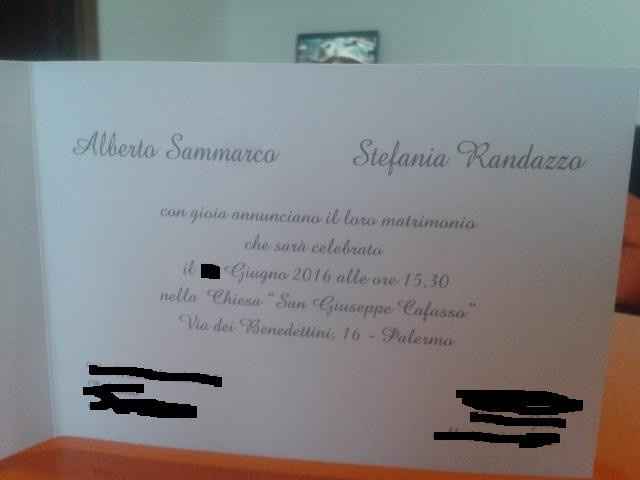 Alberto Sammarco Stefania Randazzo
con gioia annunciano il loro matrimonio
che sarà celebrato
il Giugno 2016 alle ore 15,30
nella Chiesa "San Giuseppe Cafasso"
Via dei Benedettini, 16 - Palermo